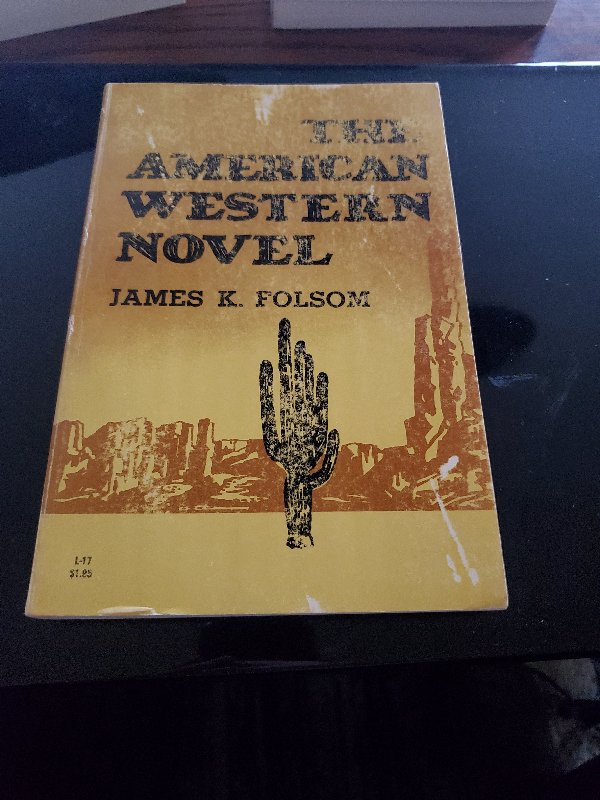 THE
AMERICAN
WESTERN
NOVEL
JAMES K. FOLSOM
L-17
$1.95